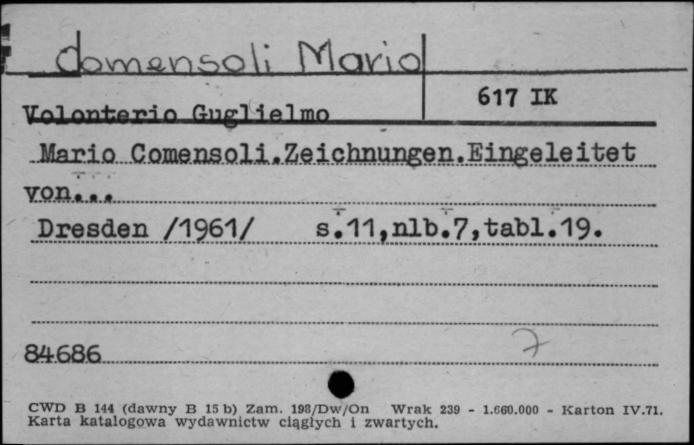 Comensoli Mario
617 IK
Volonterio Guglielmo
Mario Comensoli.Zeichnungen.Eingeleitet
von...
Dresden /1961/ s.11,nlb.7,tabl.19.
84686
7
CWD B 144 (dawny B 15 b) Zam. 198/Dw/On Wrak 239 - 1.660.000 - Karton IV.71.
Karta katalogowa wydawnictw ciągłych i zwartych.